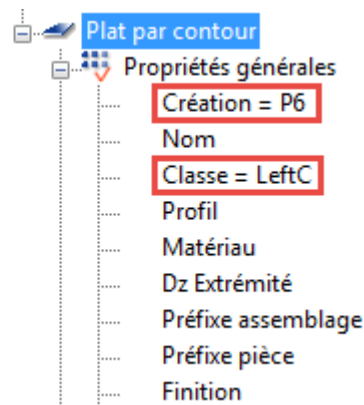 Plat par contour
Propriétés générales
Création = P6
Nom
Classe = LeftC
Profil
Matériau
Dz Extrémité
Préfixe assemblage
Préfixe pièce
Finition